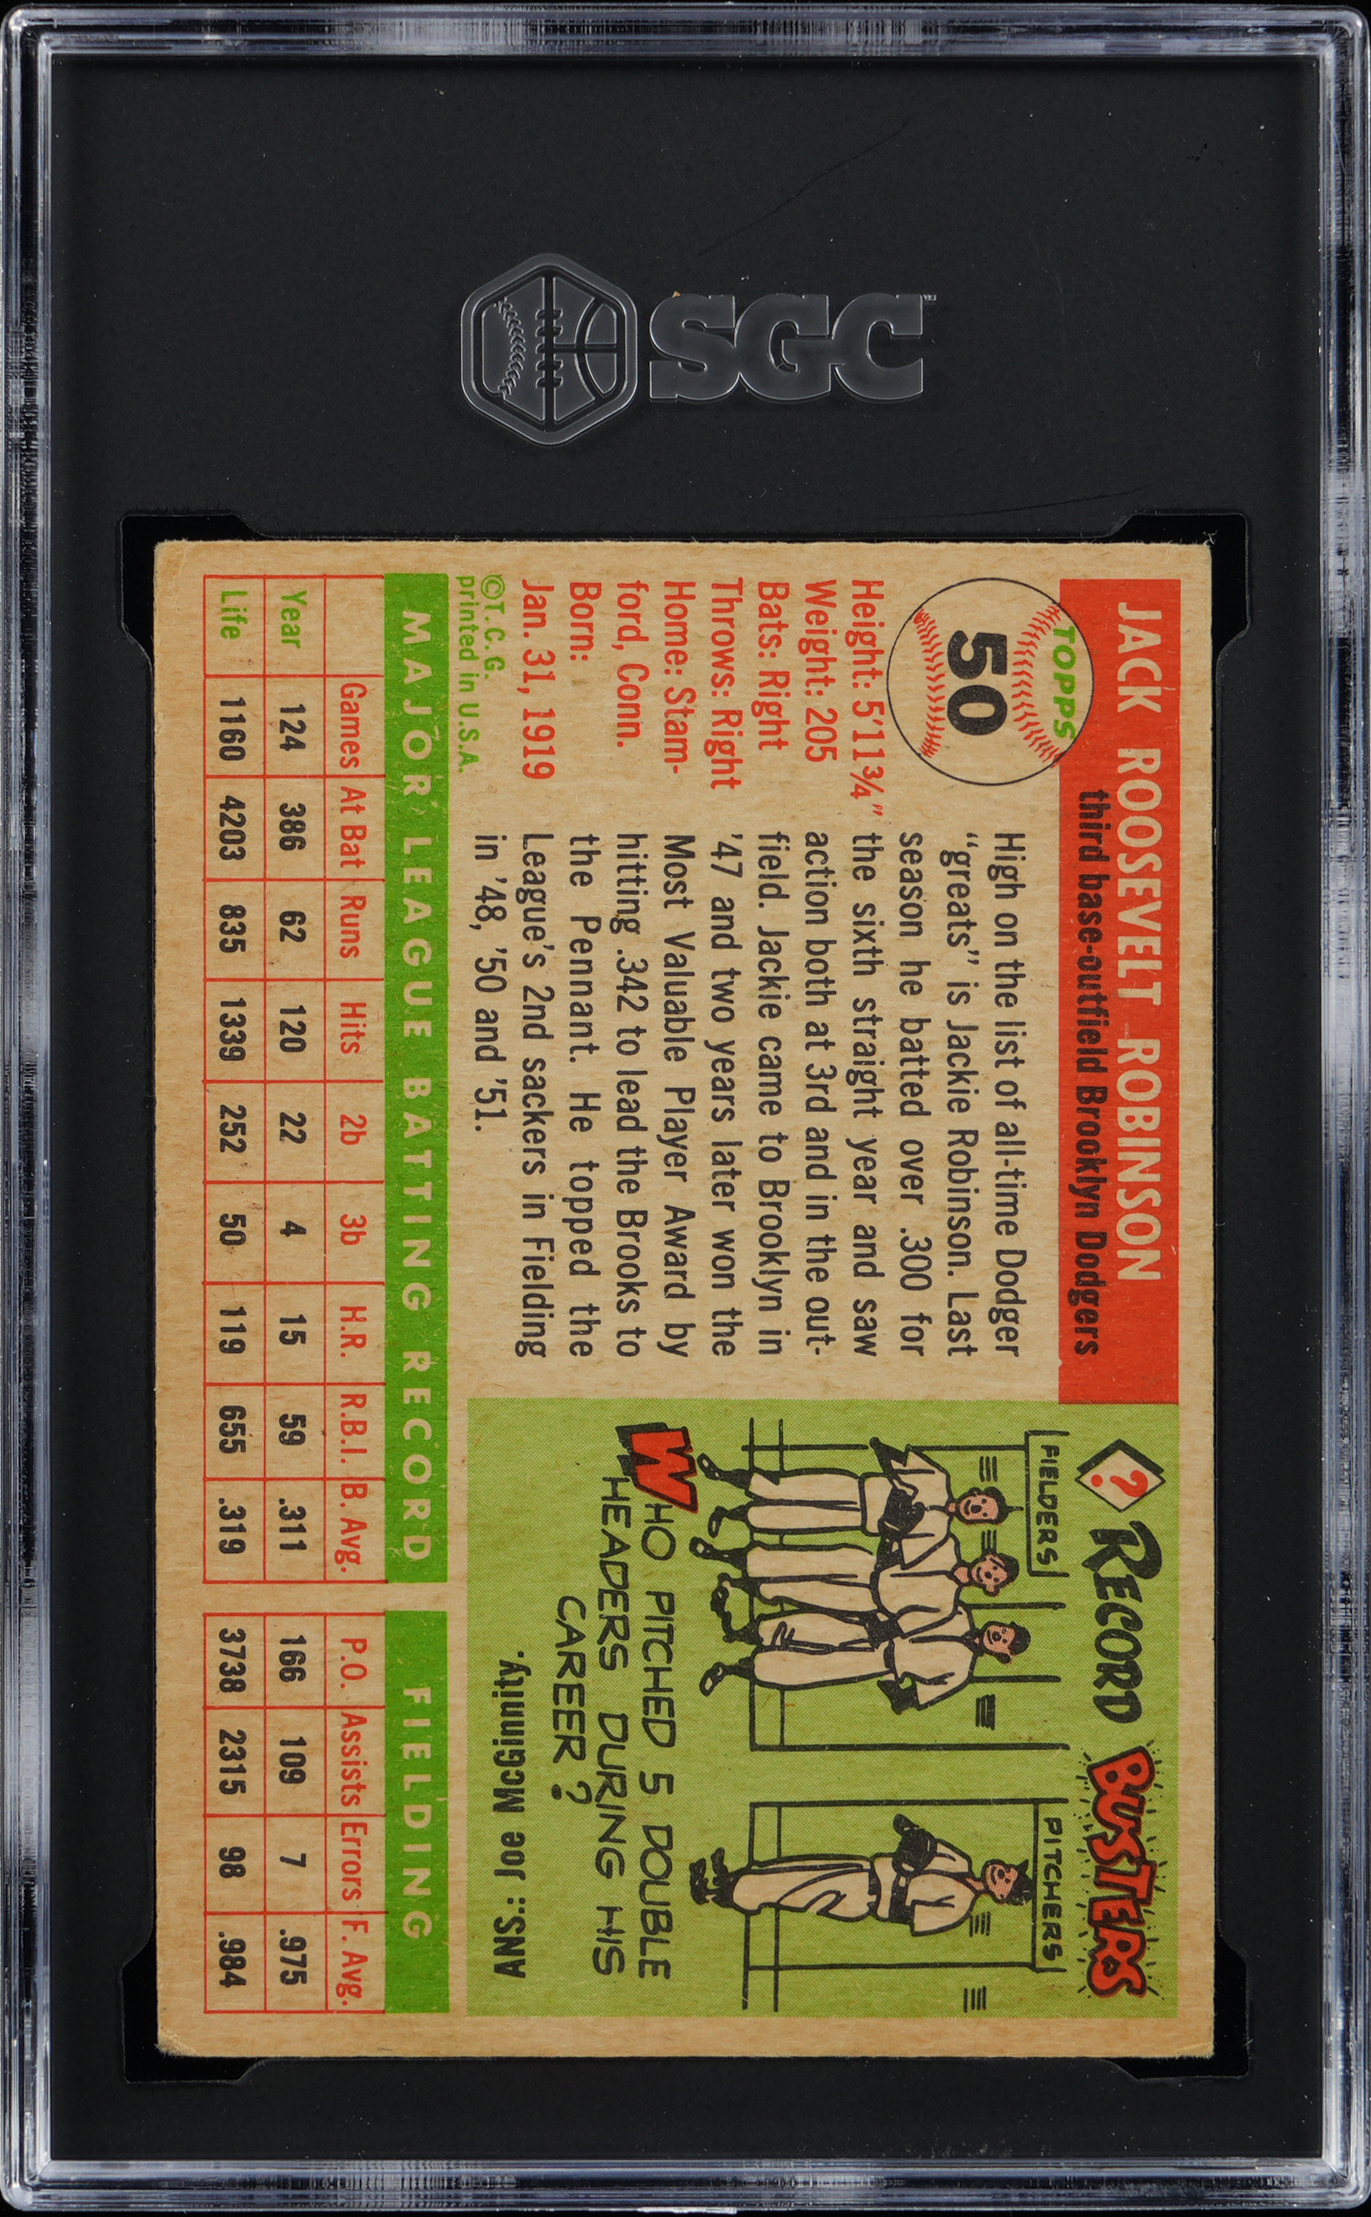 SGC
TOPPS
50
JACK ROOSEVELT ROBINSON
third base-outfield Brooklyn Dodgers
Height: 5'11¾"
Weight: 205
Bats: Right
Throws: Right
Home: Stam-
ford, Conn.
Born:
Jan. 31, 1919
©T.C.G.
printed in U.S.A.
High on the list of all-time Dodger
“greats” is Jackie Robinson. Last
season he batted over .300 for
the sixth straight year and saw
action both at 3rd and in the out-
field. Jackie came to Brooklyn in
'47 and two years later won the
Most Valuable Player Award by
hitting .342 to lead the Brooks to
the Pennant. He topped the
League's 2nd sackers in Fielding
in '48, '50 and '51.
? RECORD BUSTERS
FIELDERS
PITCHERS
WHO PITCHED 5 DOUBLE
HEADERS DURING HIS
CAREER?
ANS.: Joe McGinnity.
MAJOR LEAGUE BATTING RECORD FIELDING
Games At Bat Runs Hits 2b 3b H.R. R.B.I. B. Avg. P.O. Assists Errors F. Avg.
Year 124 386 62 120 22 4 15 59 .311 166 109 7 .975
Life 1160 4203 835 1339 252 50 119 655 .319 3738 2315 98 .984